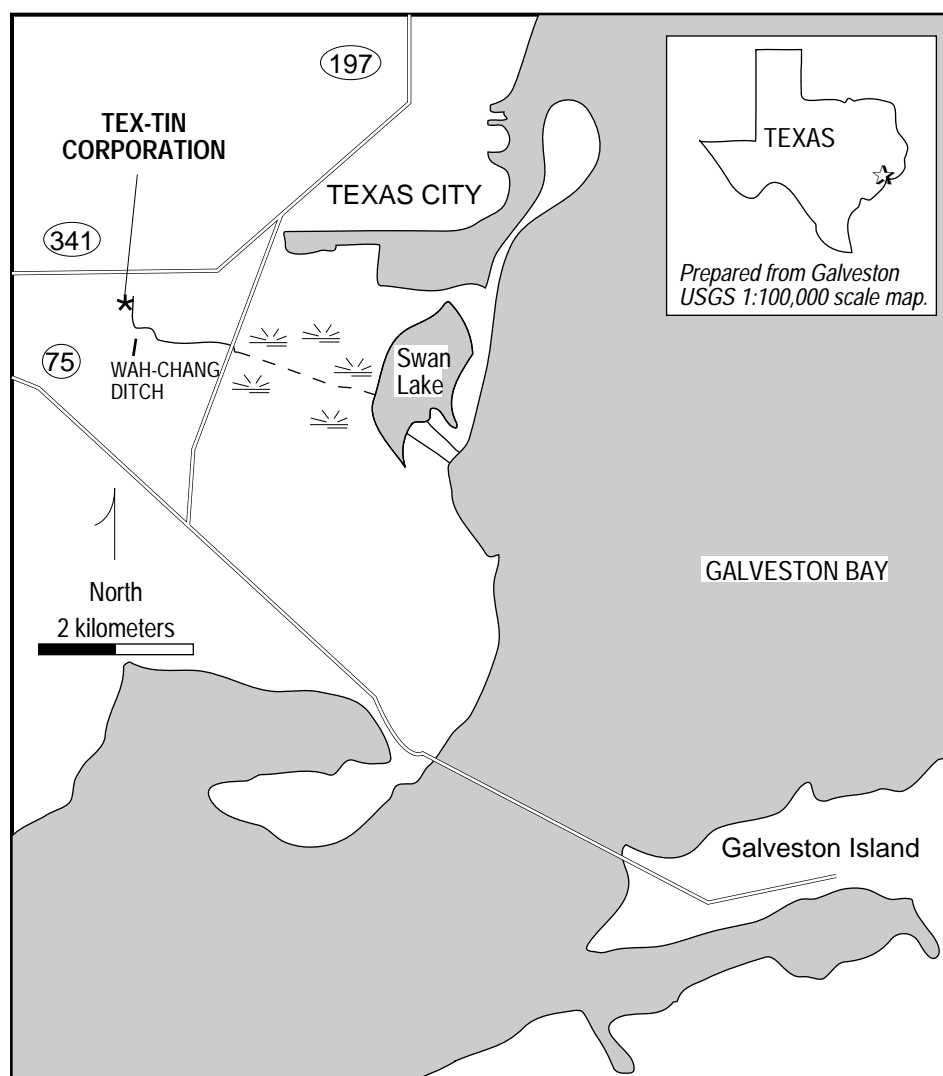 197
TEX-TIN
CORPORATION
TEXAS
TEXAS CITY
341
Prepared from Galveston
USGS 1:100,000 scale map.
75
WAH-CHANG
DITCH
Swan
Lake
GALVESTON BAY
North
2 kilometers
Galveston Island